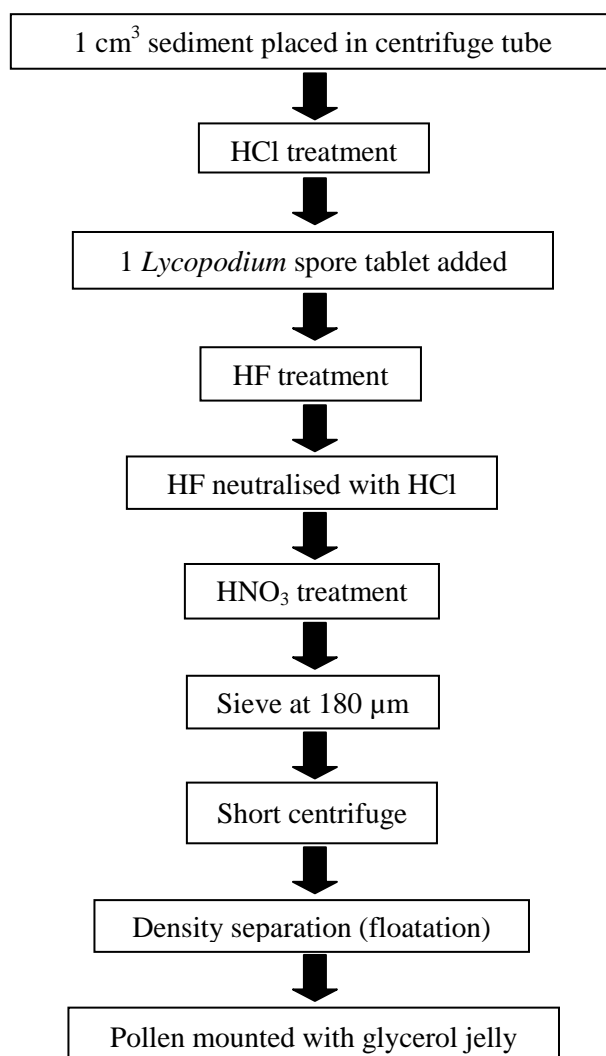 1 cm³ sediment placed in centrifuge tube
HCl treatment
1 Lycopodium spore tablet added
HF treatment
HF neutralised with HCl
HNO₃ treatment
Sieve at 180 µm
Short centrifuge
Density separation (floatation)
Pollen mounted with glycerol jelly